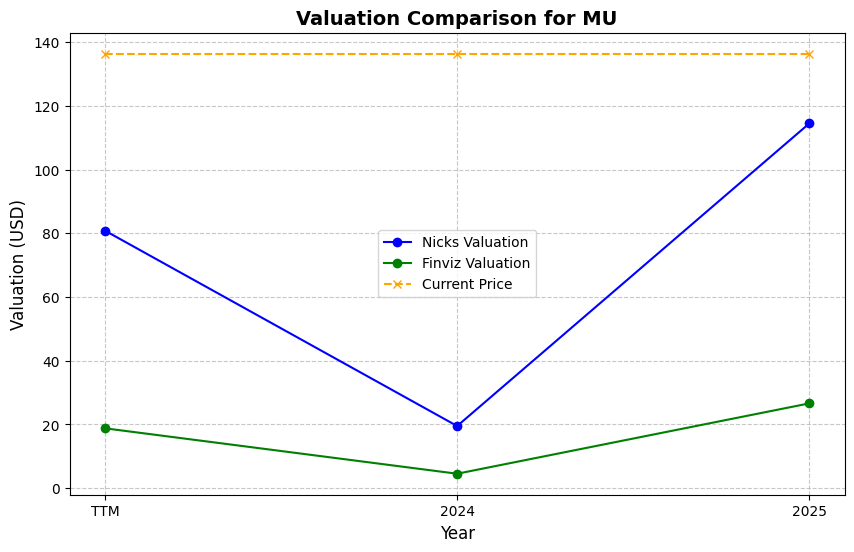 Valuation Comparison for MU
Valuation (USD)
140
120
100
80
60
40
20
0
Nicks Valuation
Finviz Valuation
Current Price
TTM
2024
2025
Year